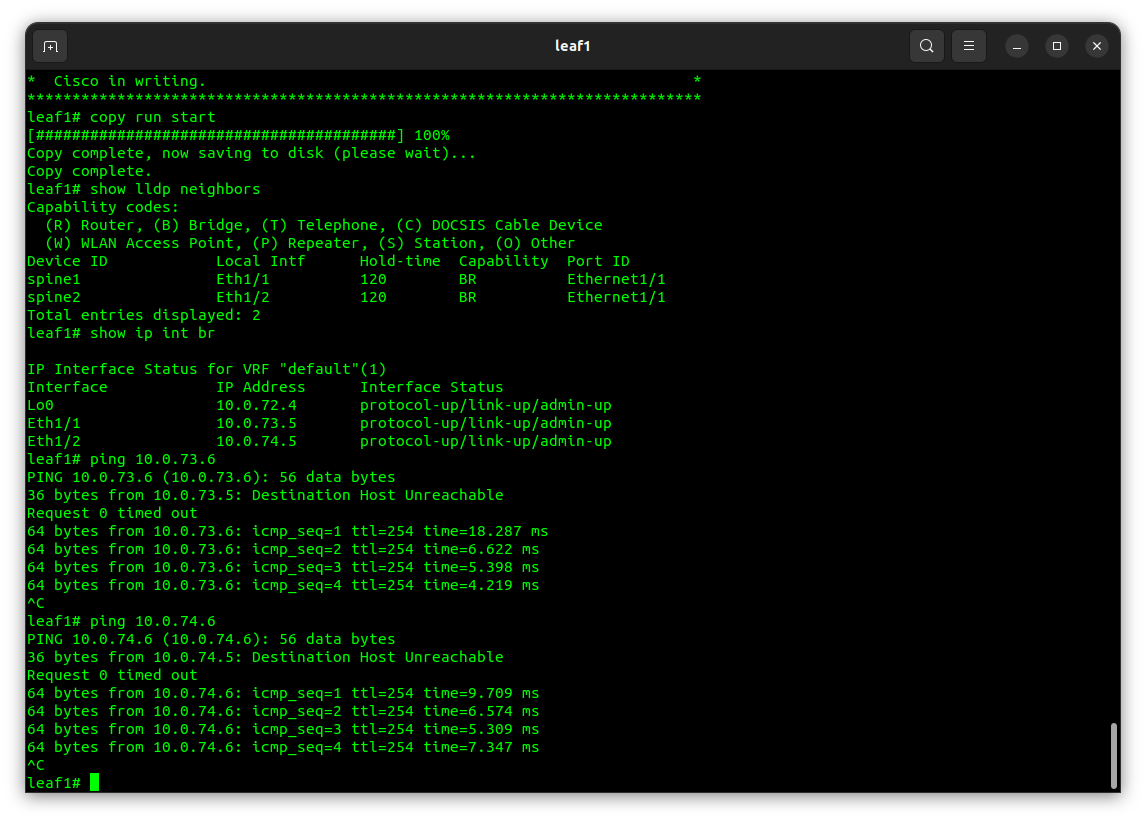 leaf1
*  Cisco in writing.                                                      *
***************************************************************************
leaf1# copy run start
[########################################] 100%
Copy complete, now saving to disk (please wait)...
Copy complete.
leaf1# show lldp neighbors
Capability codes:
  (R) Router, (B) Bridge, (T) Telephone, (C) DOCSIS Cable Device
  (W) WLAN Access Point, (P) Repeater, (S) Station, (O) Other
Device ID            Local Intf      Hold-time  Capability  Port ID
spine1               Eth1/1          120        BR          Ethernet1/1
spine2               Eth1/2          120        BR          Ethernet1/1
Total entries displayed: 2
leaf1# show ip int br

IP Interface Status for VRF "default"(1)
Interface            IP Address      Interface Status
Lo0                  10.0.72.4       protocol-up/link-up/admin-up
Eth1/1               10.0.73.5       protocol-up/link-up/admin-up
Eth1/2               10.0.74.5       protocol-up/link-up/admin-up
leaf1# ping 10.0.73.6
PING 10.0.73.6 (10.0.73.6): 56 data bytes
36 bytes from 10.0.73.5: Destination Host Unreachable
Request 0 timed out
64 bytes from 10.0.73.6: icmp_seq=1 ttl=254 time=18.287 ms
64 bytes from 10.0.73.6: icmp_seq=2 ttl=254 time=6.622 ms
64 bytes from 10.0.73.6: icmp_seq=3 ttl=254 time=5.398 ms
64 bytes from 10.0.73.6: icmp_seq=4 ttl=254 time=4.219 ms
^C
leaf1# ping 10.0.74.6
PING 10.0.74.6 (10.0.74.6): 56 data bytes
36 bytes from 10.0.74.5: Destination Host Unreachable
Request 0 timed out
64 bytes from 10.0.74.6: icmp_seq=1 ttl=254 time=9.709 ms
64 bytes from 10.0.74.6: icmp_seq=2 ttl=254 time=6.574 ms
64 bytes from 10.0.74.6: icmp_seq=3 ttl=254 time=5.309 ms
64 bytes from 10.0.74.6: icmp_seq=4 ttl=254 time=7.347 ms
^C
leaf1#